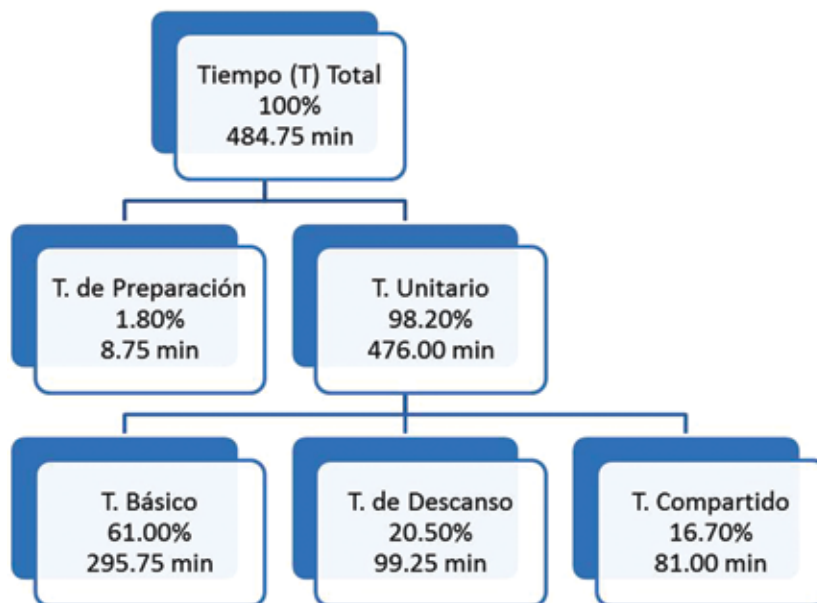 Tiempo (T) Total
100%
484.75 min
T. de Preparación
1.80%
8.75 min
T. Unitario
98.20%
476.00 min
T. Básico
61.00%
295.75 min
T. de Descanso
20.50%
99.25 min
T. Compartido
16.70%
81.00 min